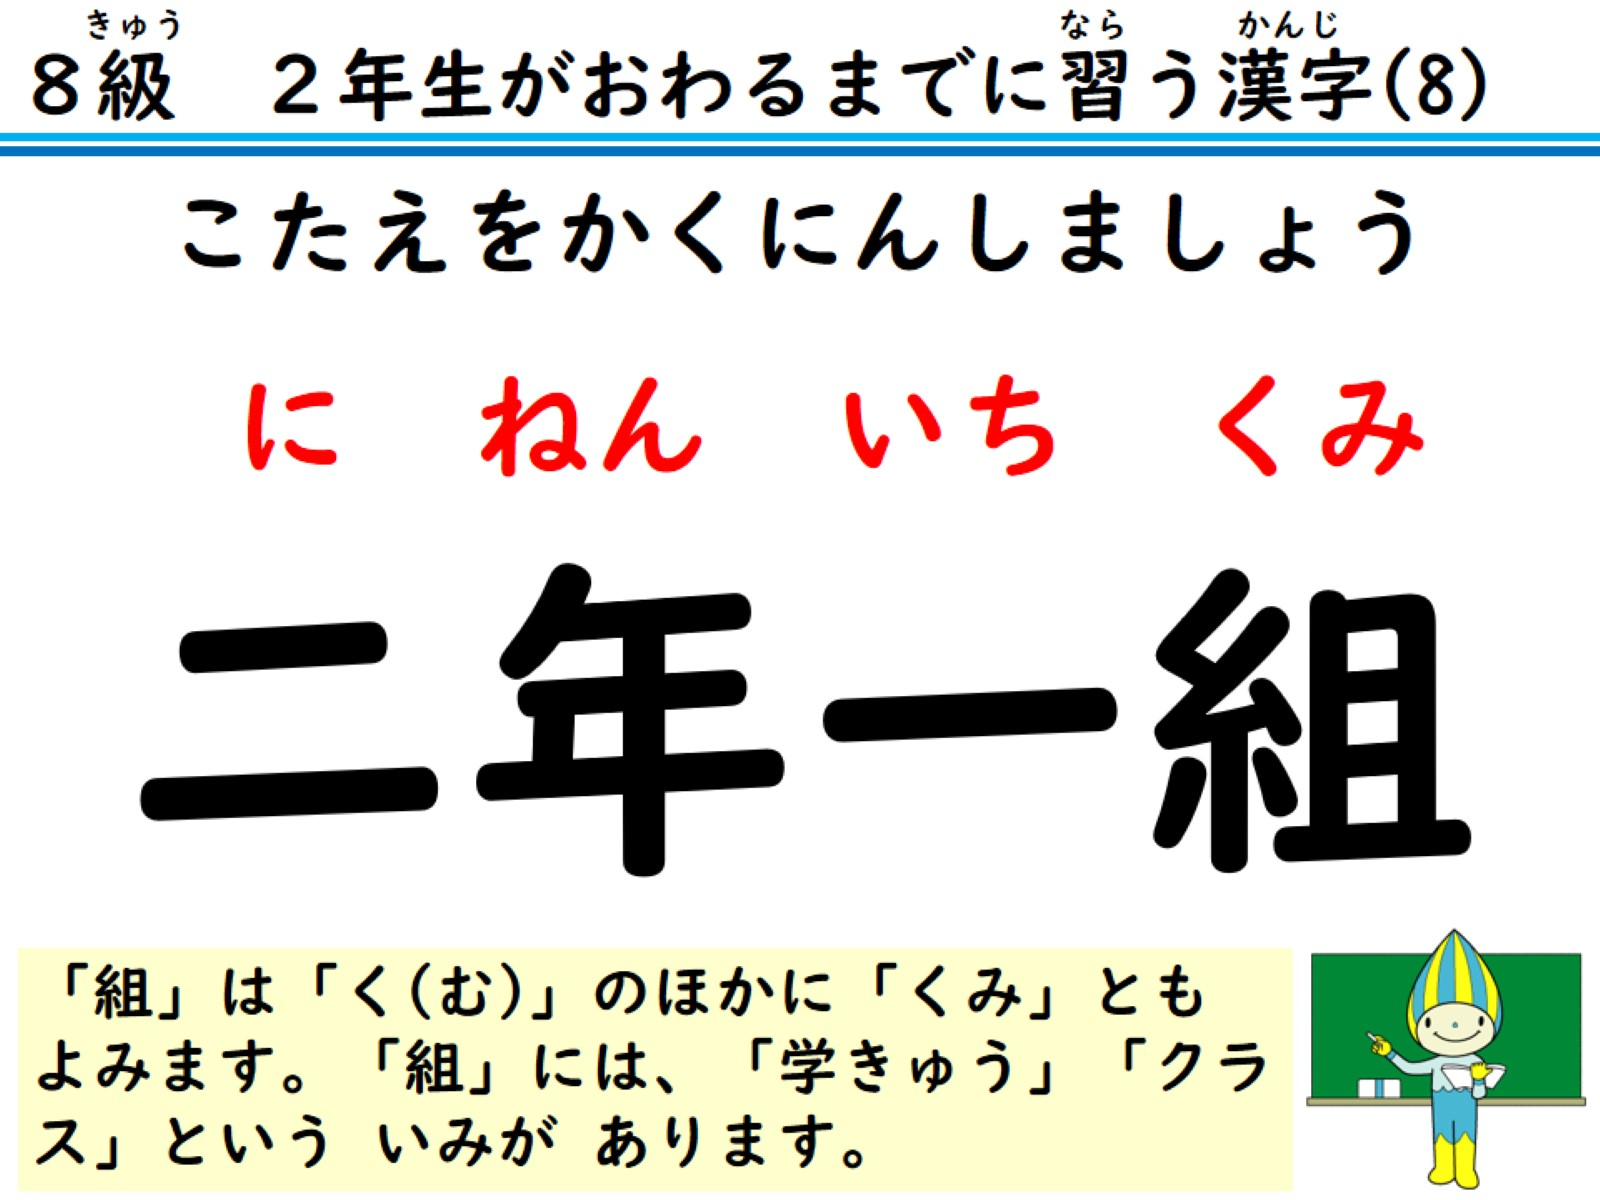 きゅう なら かんじ
８級　２年生がおわるまでに習う漢字(８)
こたえをかくにんしましょう
に　ねん　いち　くみ
二年一組
「組」は「く(む)」のほかに「くみ」とも
よみます。「組」には、「学きゅう」「クラ
ス」という いみが あります。